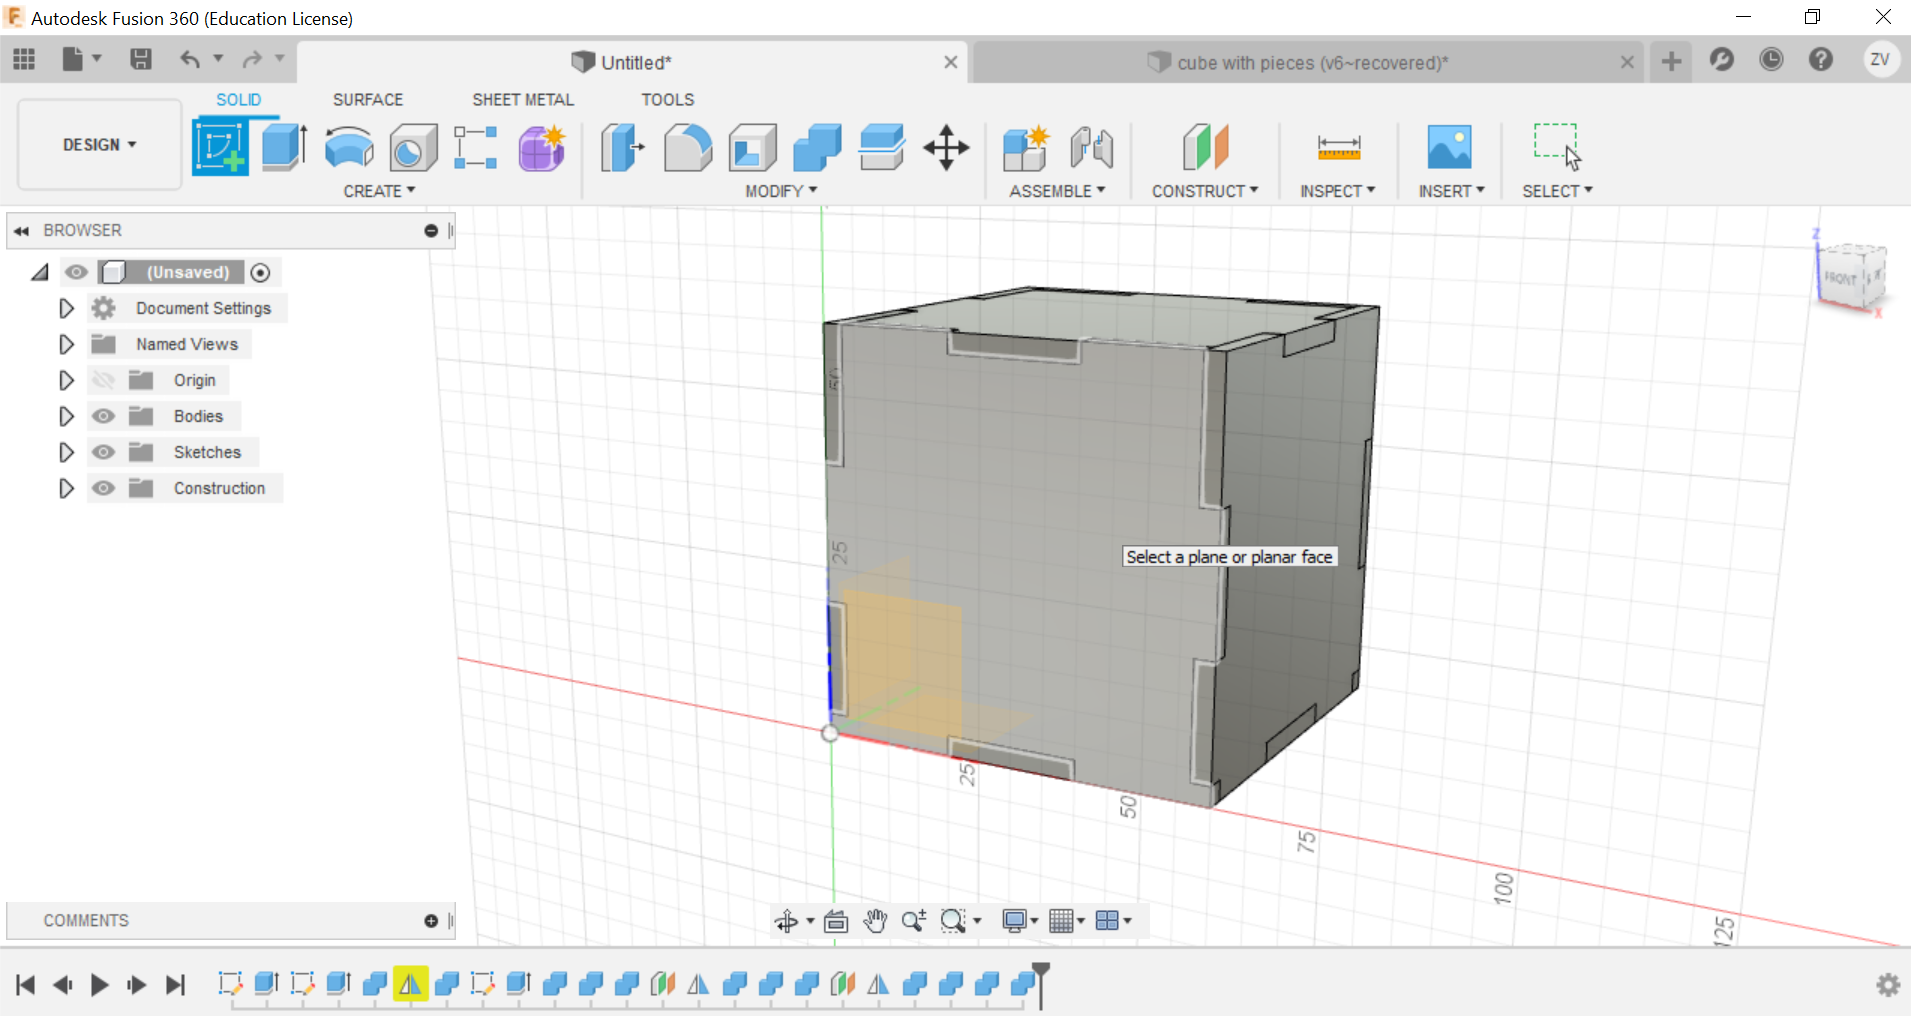 Autodesk Fusion 360 (Education License)
Untitled*
cube with pieces (v6~recovered)*
ZV
SOLID
SURFACE
SHEET METAL
TOOLS
DESIGN
CREATE
MODIFY
ASSEMBLE
CONSTRUCT
INSPECT
INSERT
SELECT
BROWSER
(Unsaved)
Document Settings
Named Views
Origin
Bodies
Sketches
Construction
Z
FRONT
X
50
25
Select a plane or planar face
25
50
75
100
125
COMMENTS